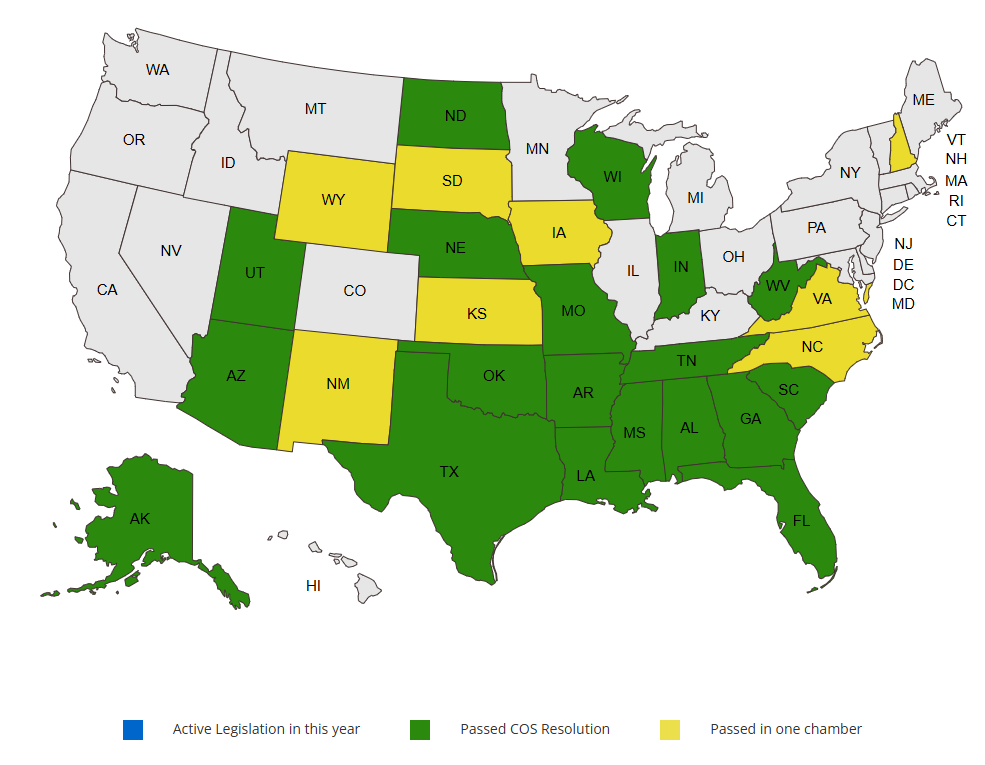 WA
MT
ND
MN
ME
OR
ID
WY
SD
WI
MI
NY
VT
NH
MA
RI
CT
NV
UT
CO
NE
IA
IL
IN
OH
PA
NJ
DE
DC
MD
CA
KS
MO
KY
WV
VA
AZ
NM
OK
AR
TN
NC
SC
TX
LA
MS
AL
GA
FL
AK
HI
Active Legislation in this year
Passed COS Resolution
Passed in one chamber